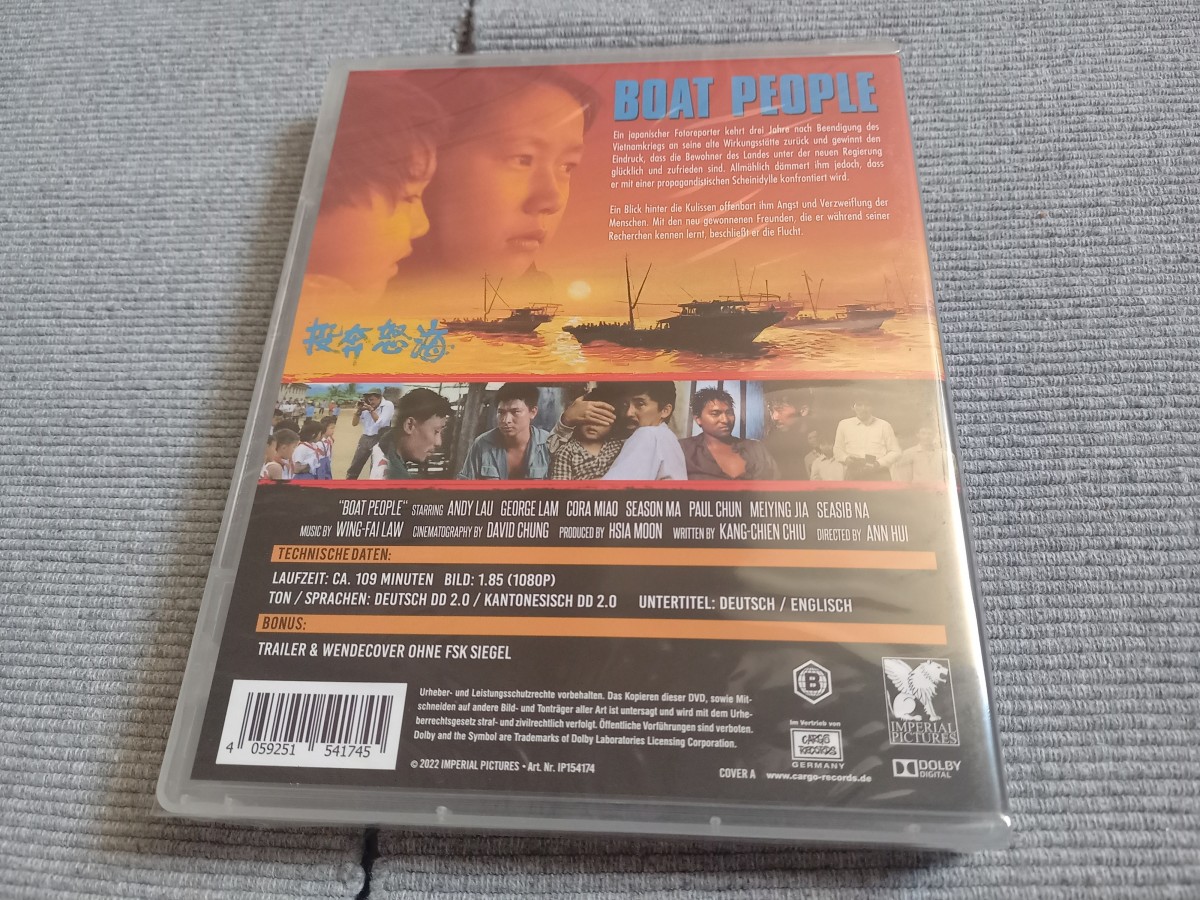 BOAT PEOPLE
Ein japanischer Fotoreporter kehrt drei Jahre nach Beendigung des
Vietnamkriegs an seine alte Wirkungsstätte zurück und gewinnt den
Eindruck, dass die Bewohner des Landes unter der neuen Regierung
glücklich und zufrieden sind. Allmählich dämmert ihm jedoch, dass
er mit einer propagandistischen Scheinidylle konfrontiert wird.
Ein Blick hinter die Kulissen offenbart ihm Angst und Verzweiflung der
Menschen. Mit den neu gewonnenen Freunden, die er während seiner
Recherchen kennen lernt, beschließt er die Flucht.
投奔怒海
"BOAT PEOPLE" STARRING ANDY LAU GEORGE LAM CORA MIAO SEASON MA PAUL CHUN MEIYING JIA SEASIB NA
MUSIC BY WING-FAI LAW CINEMATOGRAPHY BY DAVID CHUNG PRODUCED BY HSIA MOON WRITTEN BY KANG-CHIEN CHIU DIRECTED BY ANN HUI
TECHNISCHE DATEN:
LAUFZEIT: CA. 109 MINUTEN BILD: 1.85 (1080P)
TON / SPRACHEN: DEUTSCH DD 2.0 / KANTONESISCH DD 2.0 UNTERTITEL: DEUTSCH / ENGLISCH
BONUS:
TRAILER & WENDECOVER OHNE FSK SIEGEL
4 059251 541745
Urheber- und Leistungsschutzrechte vorbehalten. Das Kopieren dieser DVD, sowie Mit-
schneiden auf andere Bild- und Tonträger aller Art ist untersagt und wird mit dem Urhe-
berrechtsgesetz straf- und zivilrechtlich verfolgt. Öffentliche Vorführungen sind verboten.
Dolby and the Symbol are Trademarks of Dolby Laboratories Licensing Corporation.
© 2022 IMPERIAL PICTURES • Art. Nr. IP154174
COVER A
B
Im Vertrieb von
CARGO
RECORDS
GERMANY
www.cargo-records.de
IMPERIAL
PICTURES
DOLBY
DIGITAL